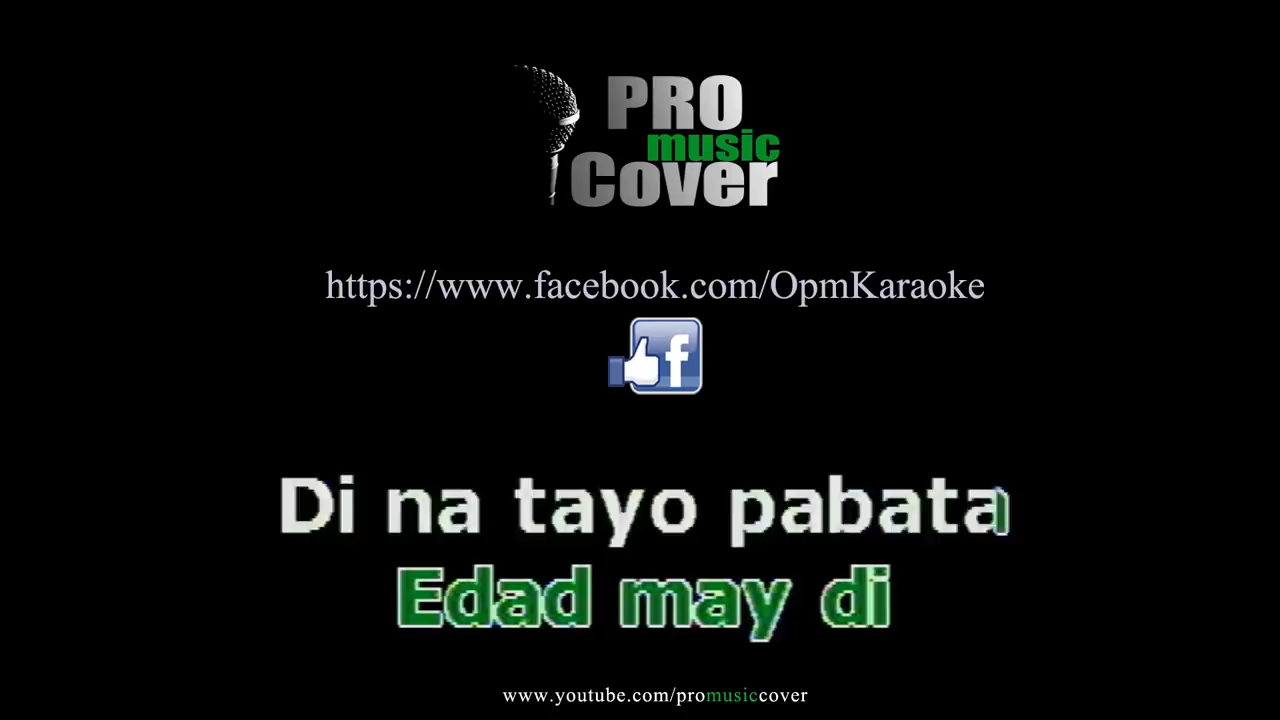 PRO
music
Cover
https://www.facebook.com/OpmKaraoke
f
Di na tayo pabata
Edad may di
www.youtube.com/promusiccover